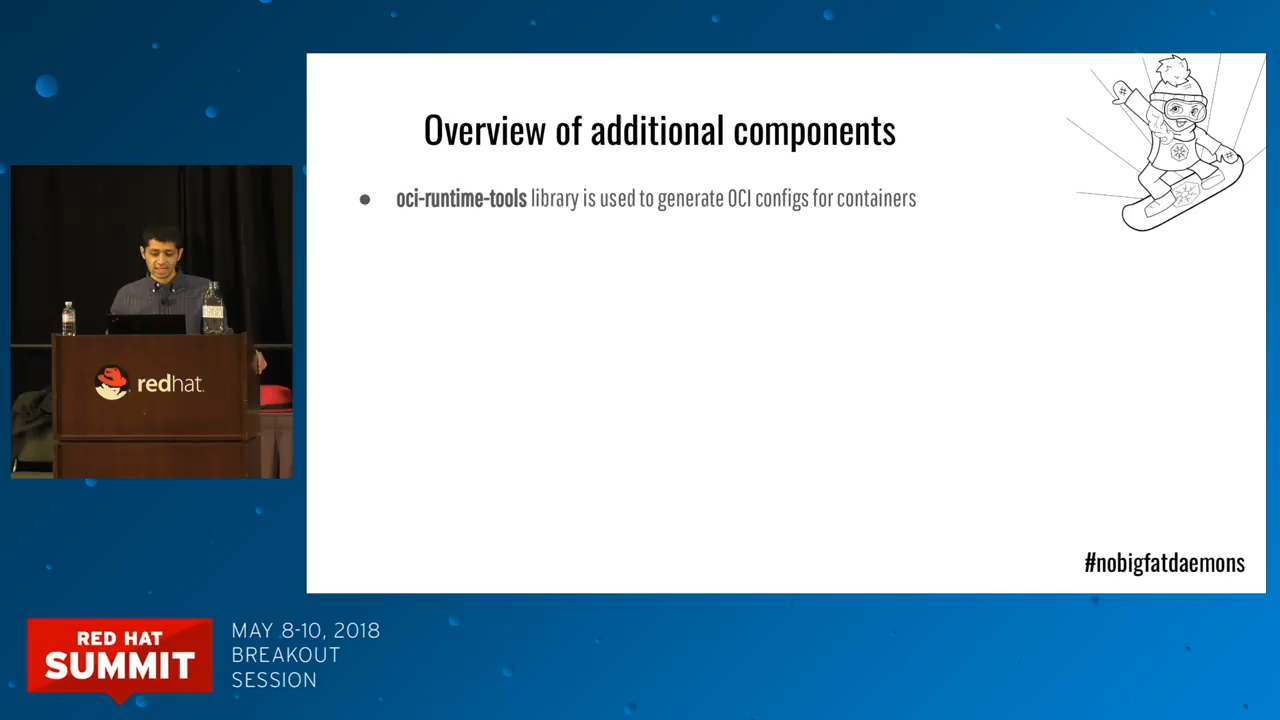 Overview of additional components
● oci-runtime-tools library is used to generate OCI configs for containers
#nobigfatdaemons
redhat.
RED HAT
SUMMIT
MAY 8-10, 2018
BREAKOUT
SESSION